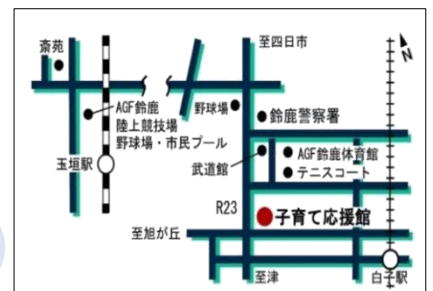 斎苑
至四日市
N
AGF鈴鹿
陸上競技場
野球場・市民プール
野球場
鈴鹿警察署
武道館
AGF鈴鹿体育館
テニスコート
玉垣駅
R23
子育て応援館
至旭が丘
至津
白子駅